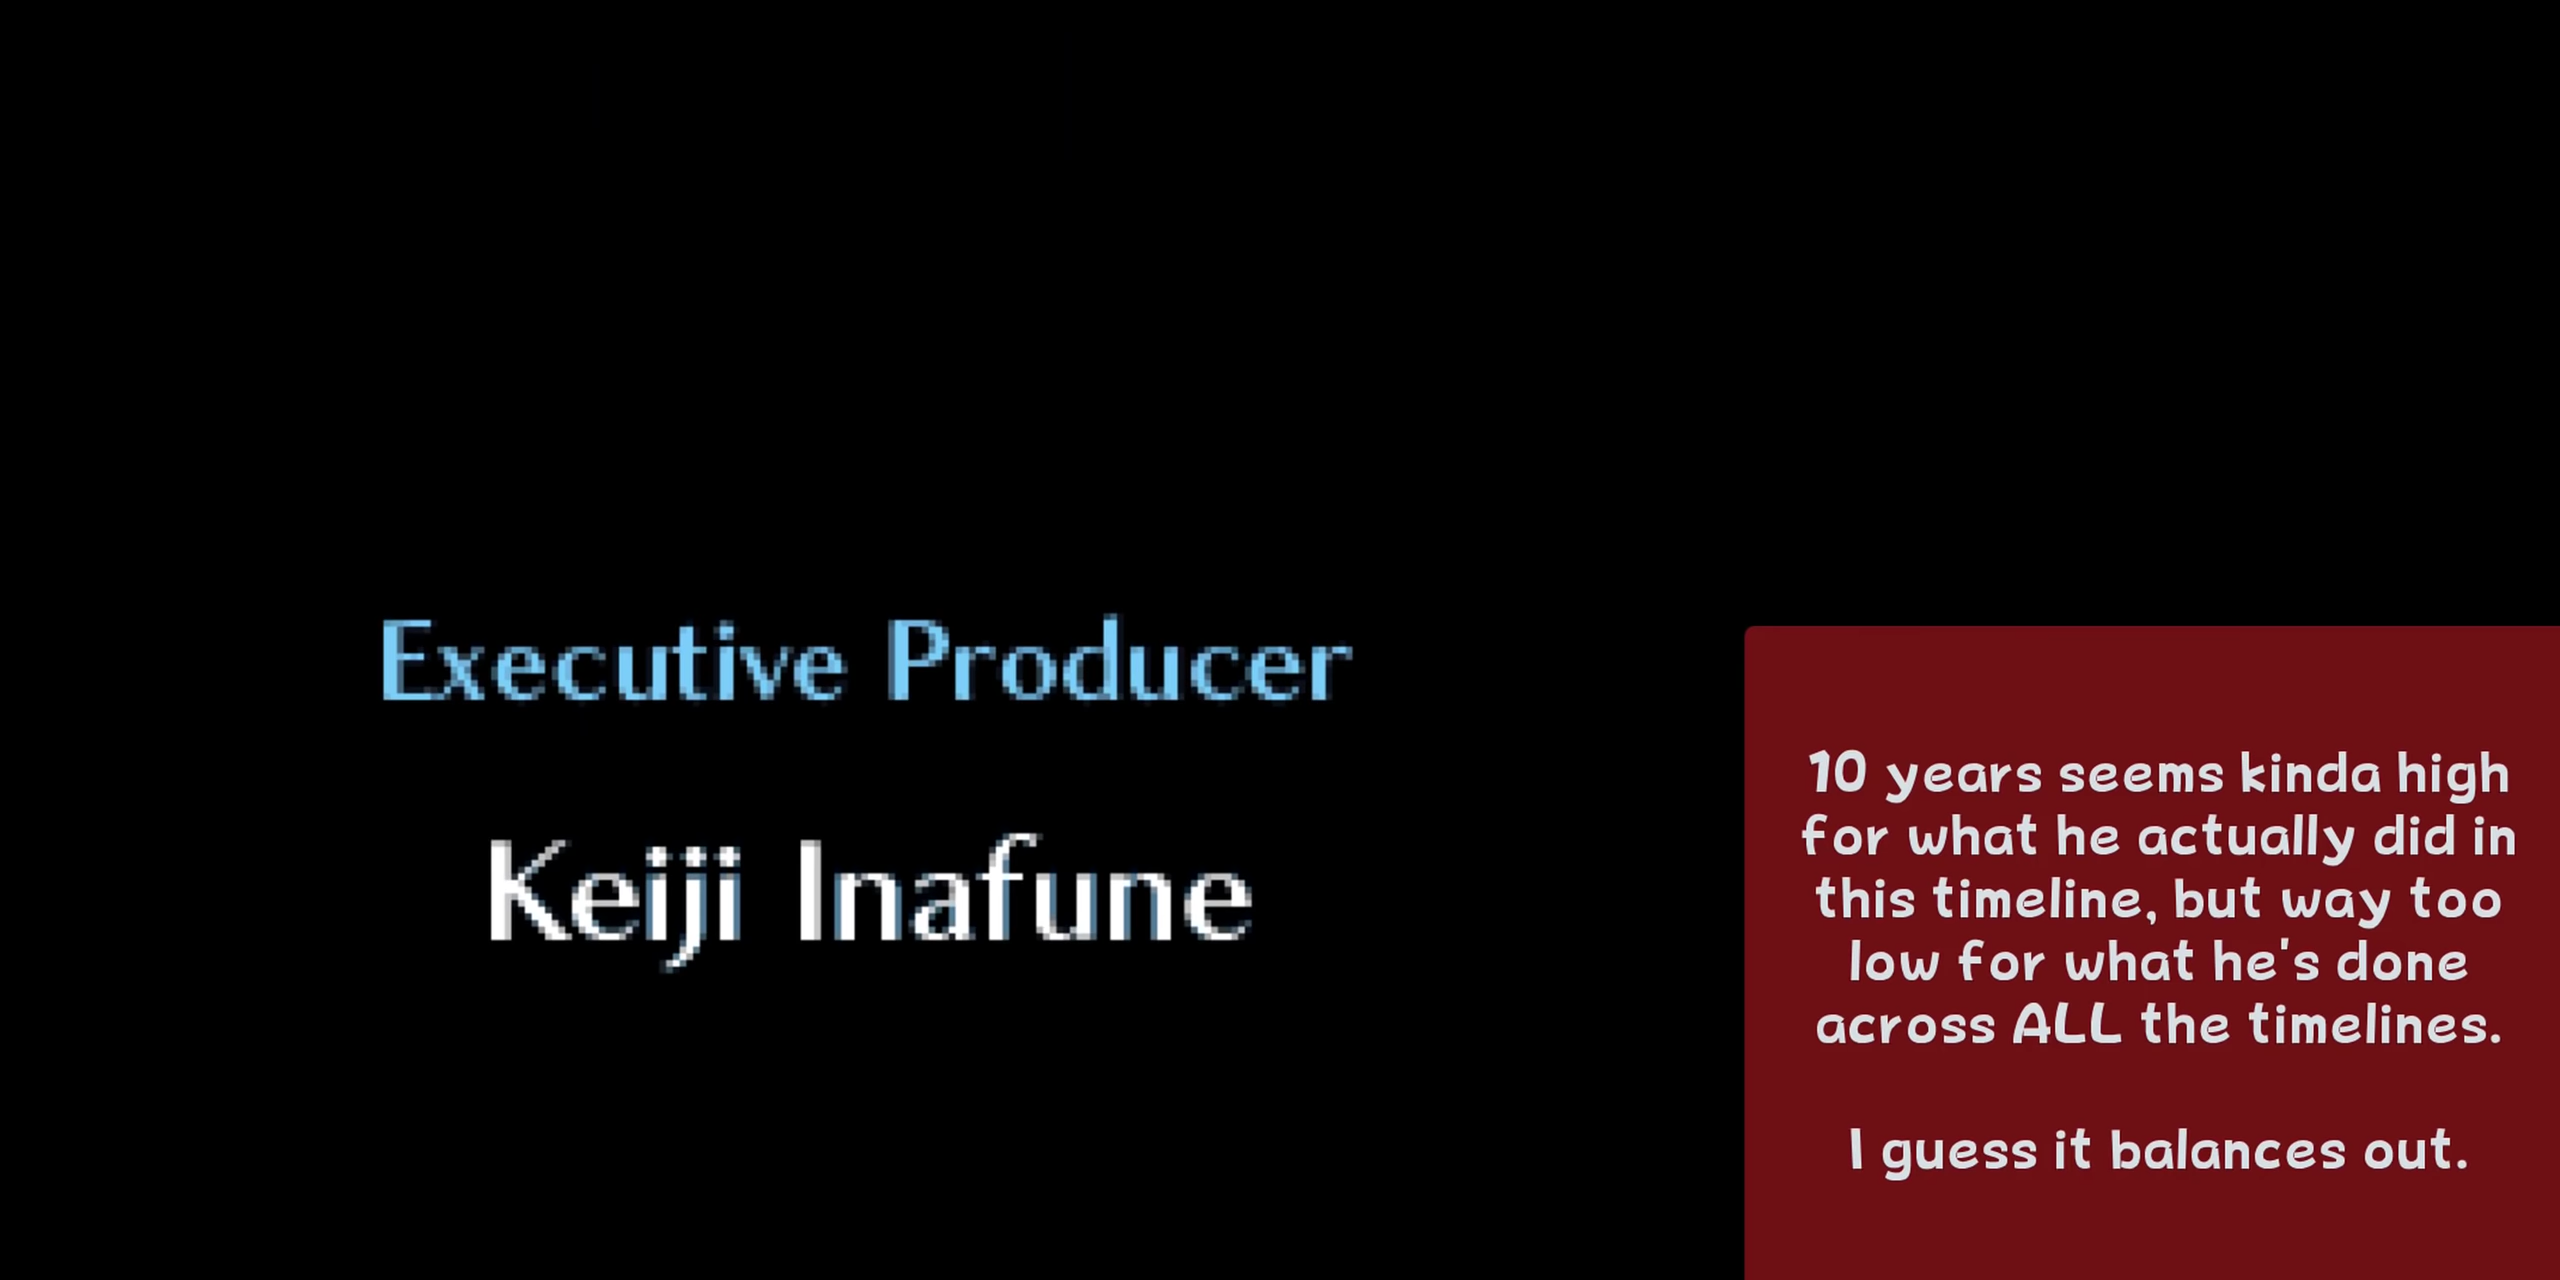 Executive Producer
Keiji Inafune
10 years seems kinda high
for what he actually did in
this timeline, but way too
low for what he's done
across ALL the timelines.
I guess it balances out.